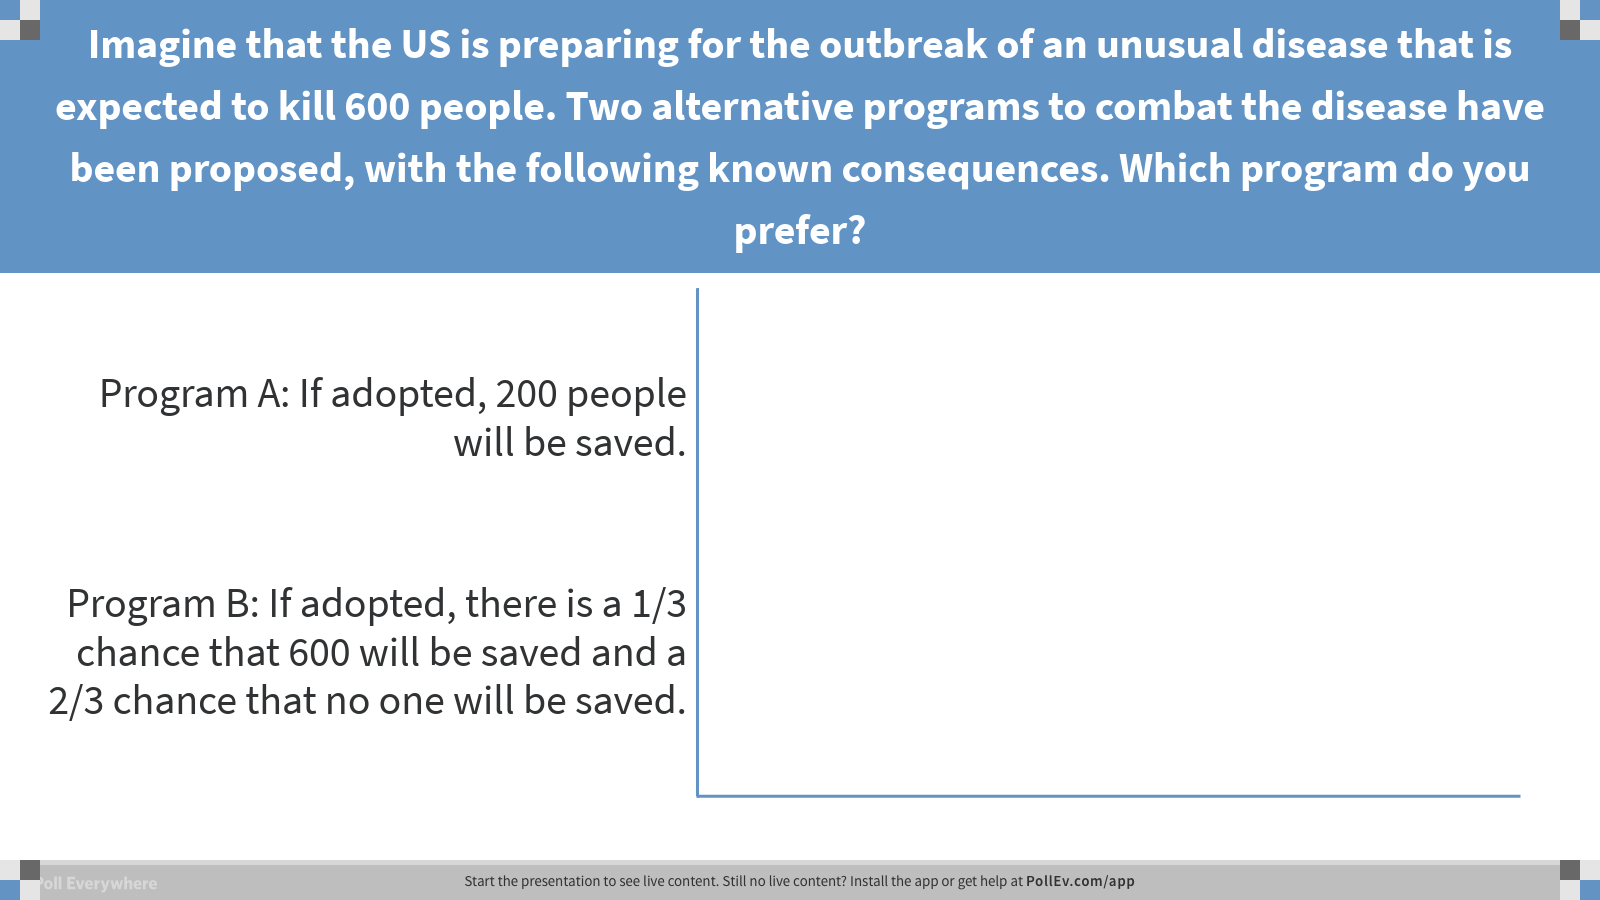 Imagine that the US is preparing for the outbreak of an unusual disease that is
expected to kill 600 people. Two alternative programs to combat the disease have
been proposed, with the following known consequences. Which program do you
prefer?
Program A: If adopted, 200 people
will be saved.
Program B: If adopted, there is a 1/3
chance that 600 will be saved and a
2/3 chance that no one will be saved.
Poll Everywhere
Start the presentation to see live content. Still no live content? Install the app or get help at PollEv.com/app